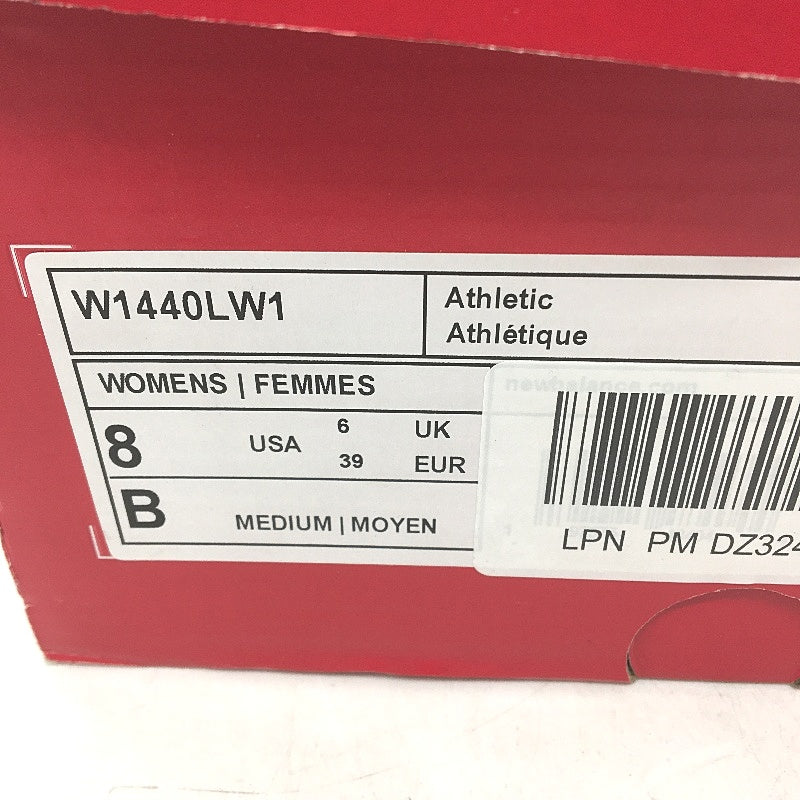 W1440LW1
Athletic
Athlétique
WOMENS | FEMMES
newbalance.com
8
USA
6
UK
39
EUR
B
MEDIUM | MOYEN
LPN PM DZ324